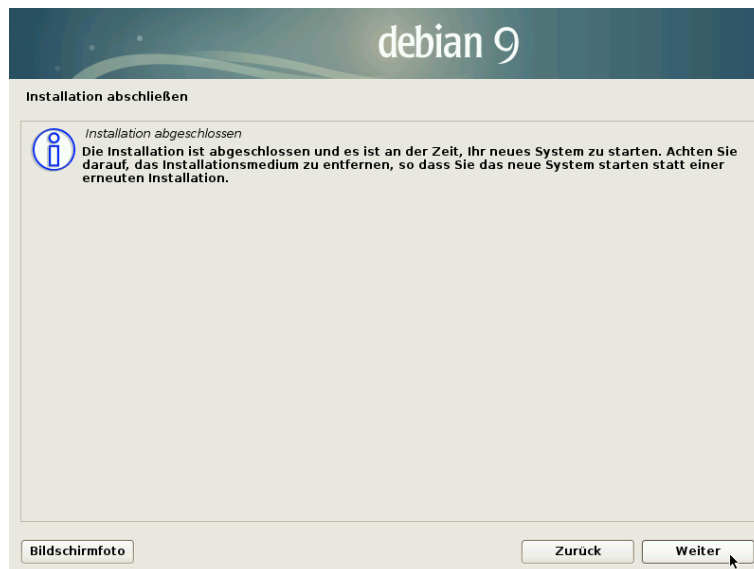 debian 9
Installation abschließen
Installation abgeschlossen
Die Installation ist abgeschlossen und es ist an der Zeit, Ihr neues System zu starten. Achten Sie
darauf, das Installationsmedium zu entfernen, so dass Sie das neue System starten statt einer
erneuten Installation.
Bildschirmfoto
Zurück
Weiter